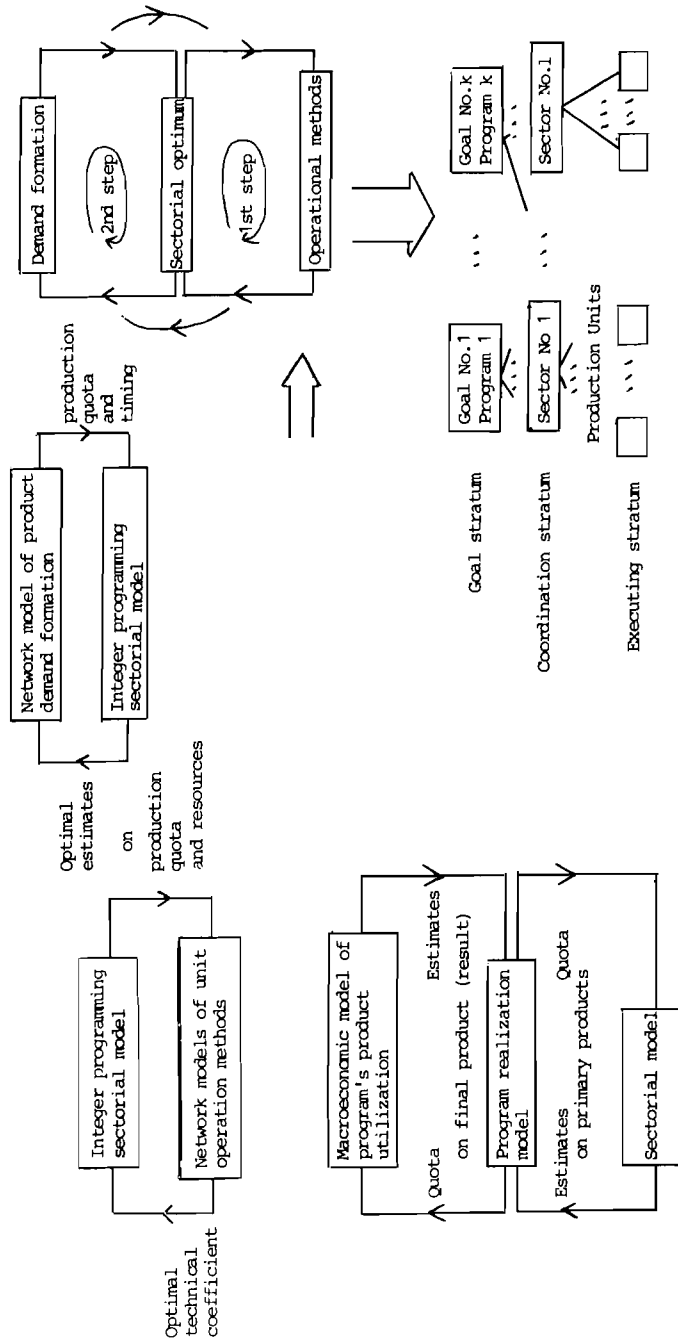 Integer programming
sectorial model
Network models of unit
operation methods
Optimal
technical
coefficient
Network model of product
demand formation
Integer programming
sectorial model
Optimal
estimates
on
production
quota
and resources
production
quota
and
timing
Demand formation
2nd step
Sectorial optimum
1st step
Operational methods
Macroeconomic model of
program's product
utilization
Quota
Estimates
on final product (result)
Program realization
model
Estimates
Quota
on primary products
Sectorial model
Goal stratum
Goal No.1
Program 1
Goal No.k
Program k
Coordination stratum
Sector No 1
Sector No.1
Production Units
Executing stratum